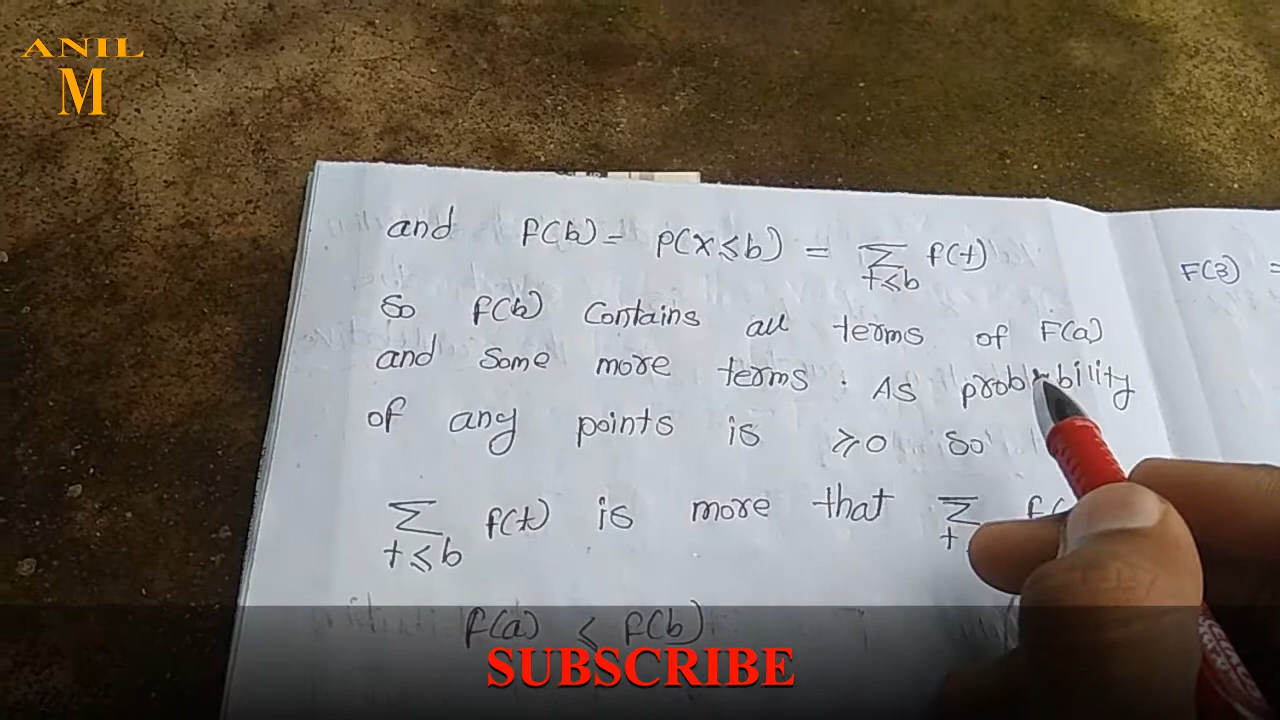 ANIL
M
and F(b) = P(X ≤ b) = ∑ f(t)
t ≤ b
F(3) =
So F(b) Contains all terms of F(a)
and Some more terms. As probability
of any points is ≥ 0 So
∑ f(t) is more that ∑ f(
t ≤ b t
F(a) ≤ F(b)
SUBSCRIBE